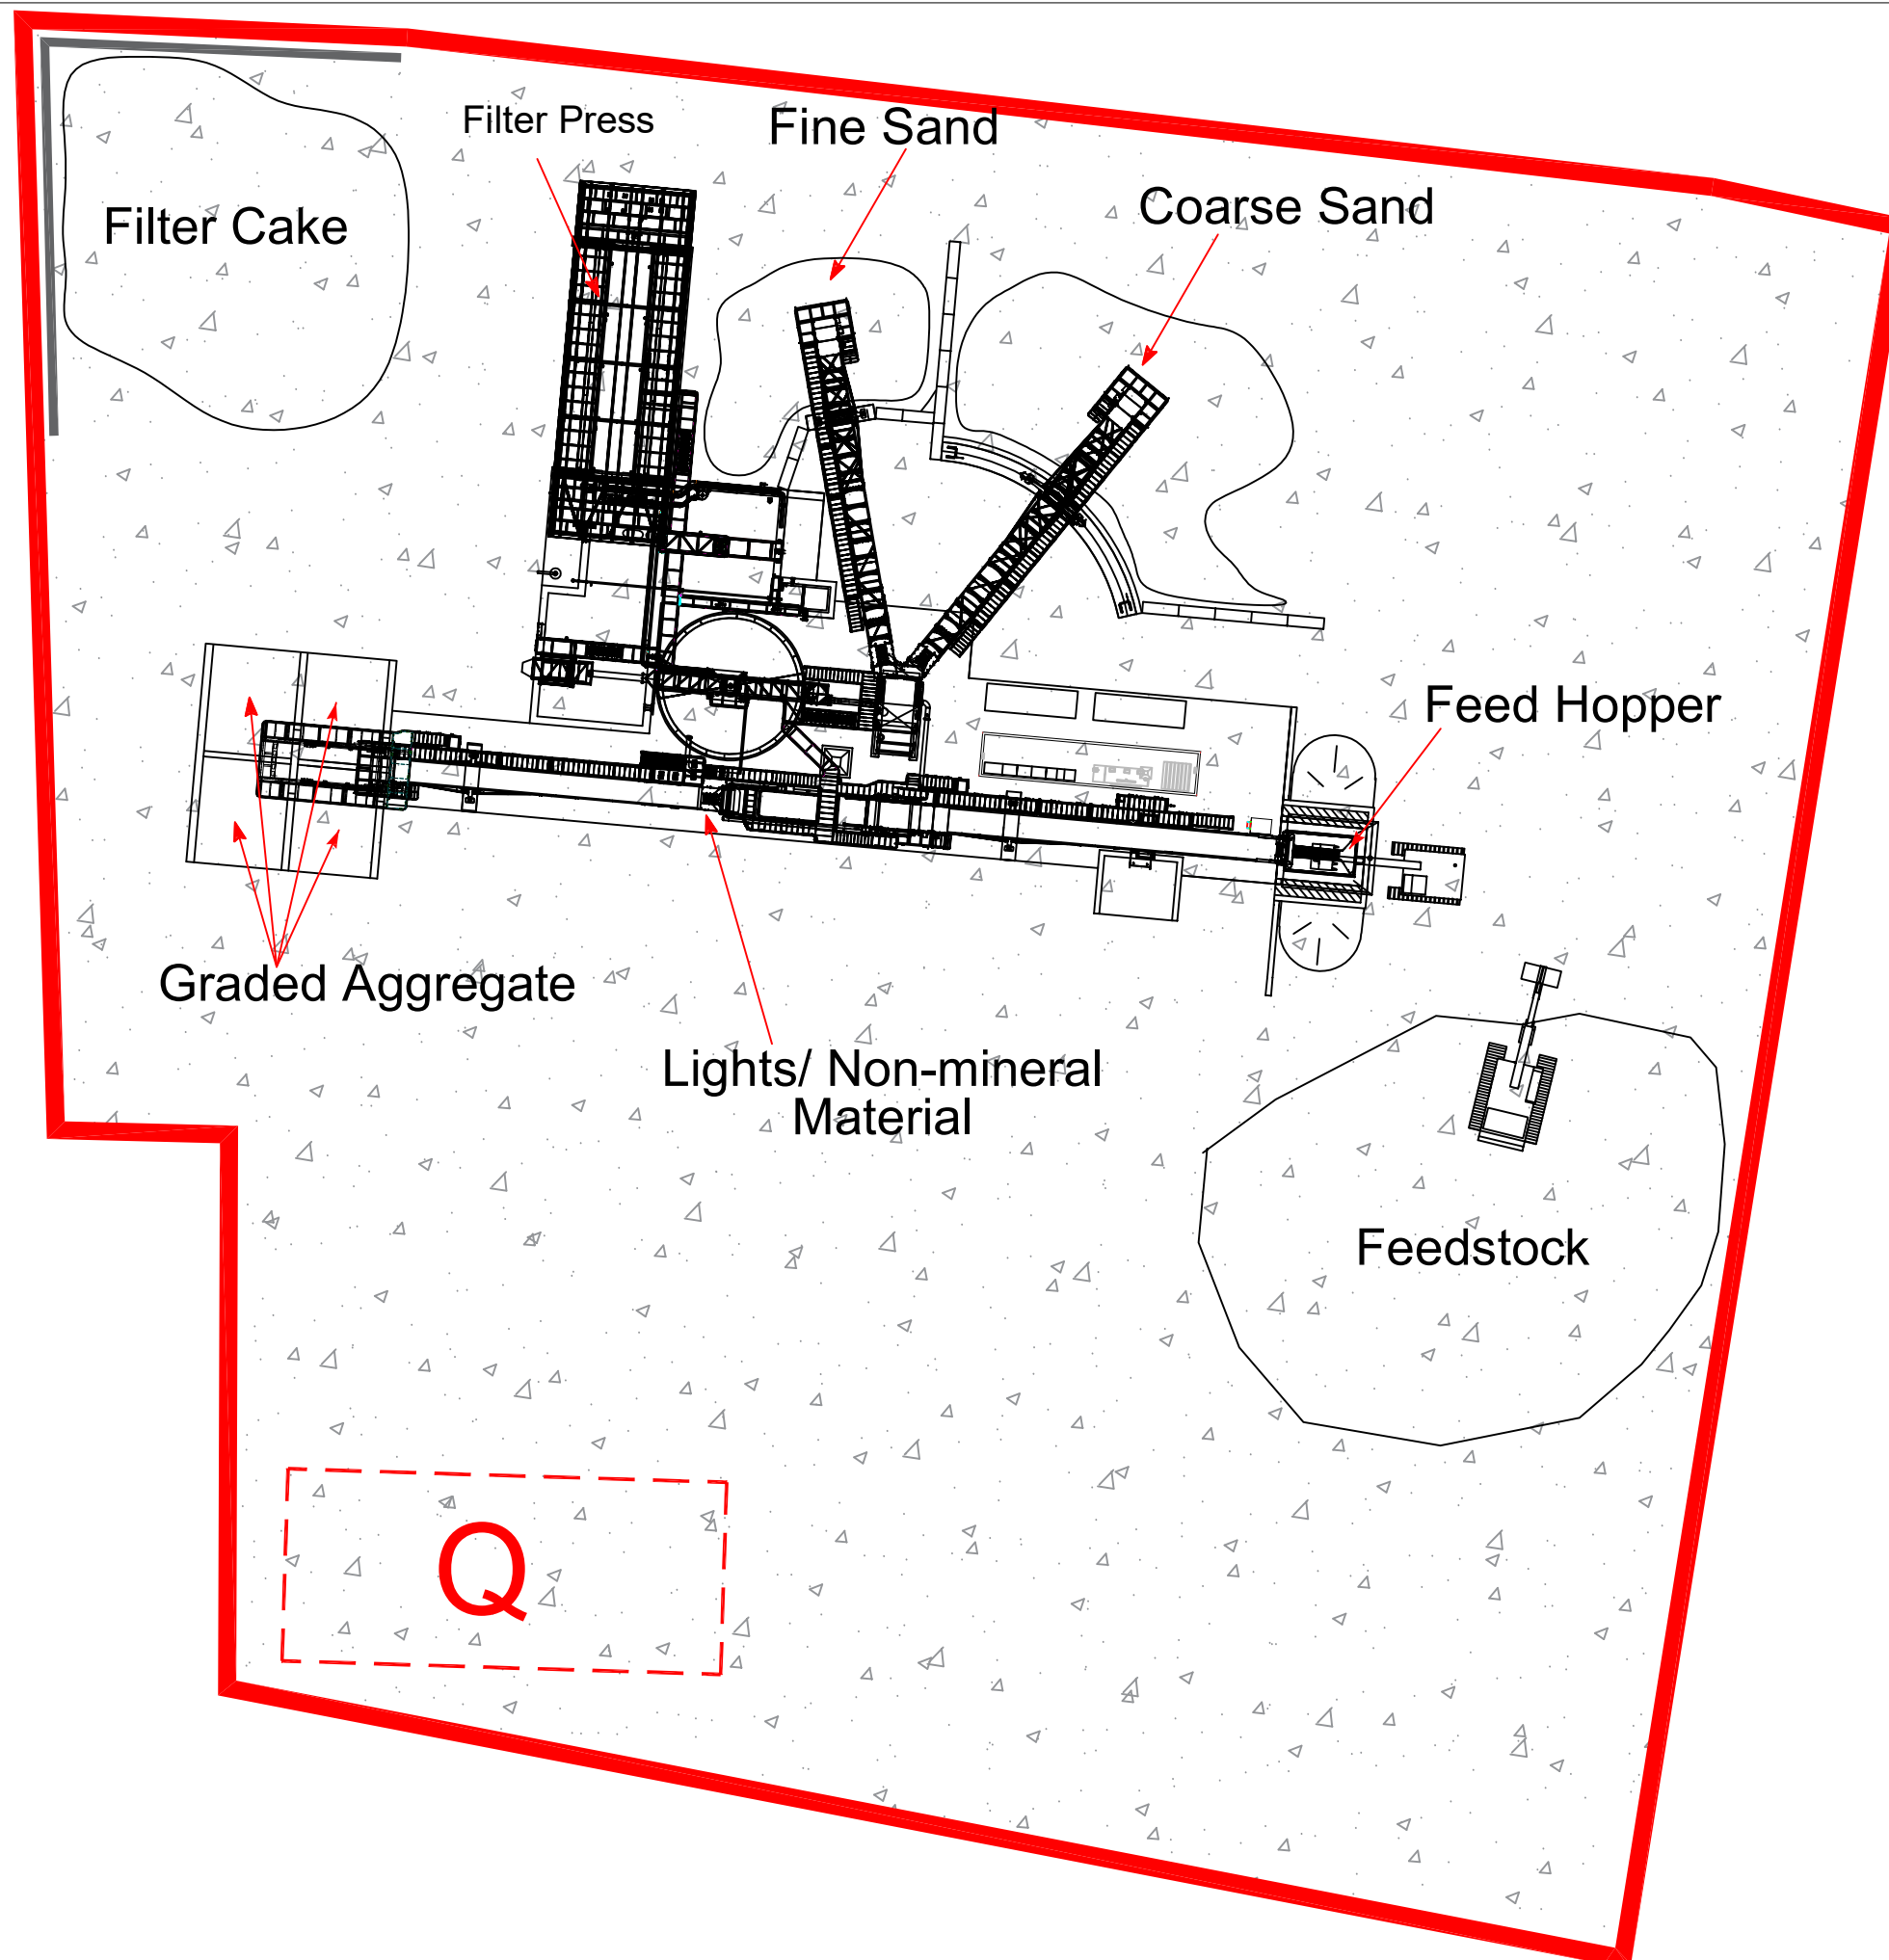 Filter Press
Fine Sand
Coarse Sand
Filter Cake
Feed Hopper
Graded Aggregate
Lights/ Non-mineral
Material
Feedstock
Q